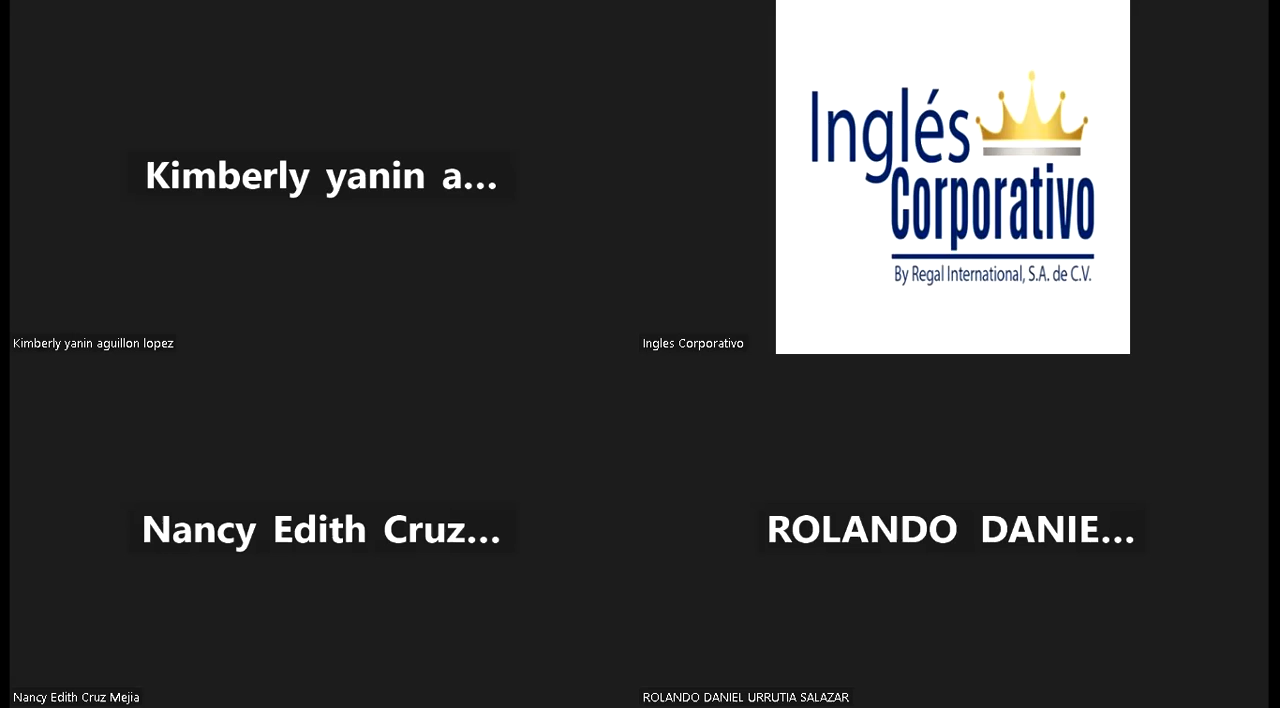 Kimberly yanin a...
Kimberly yanin aguillon lopez
Inglés
Corporativo
By Regal International, S.A. de C.V.
Ingles Corporativo
Nancy Edith Cruz...
Nancy Edith Cruz Mejia
ROLANDO DANIE...
ROLANDO DANIEL URRUTIA SALAZAR